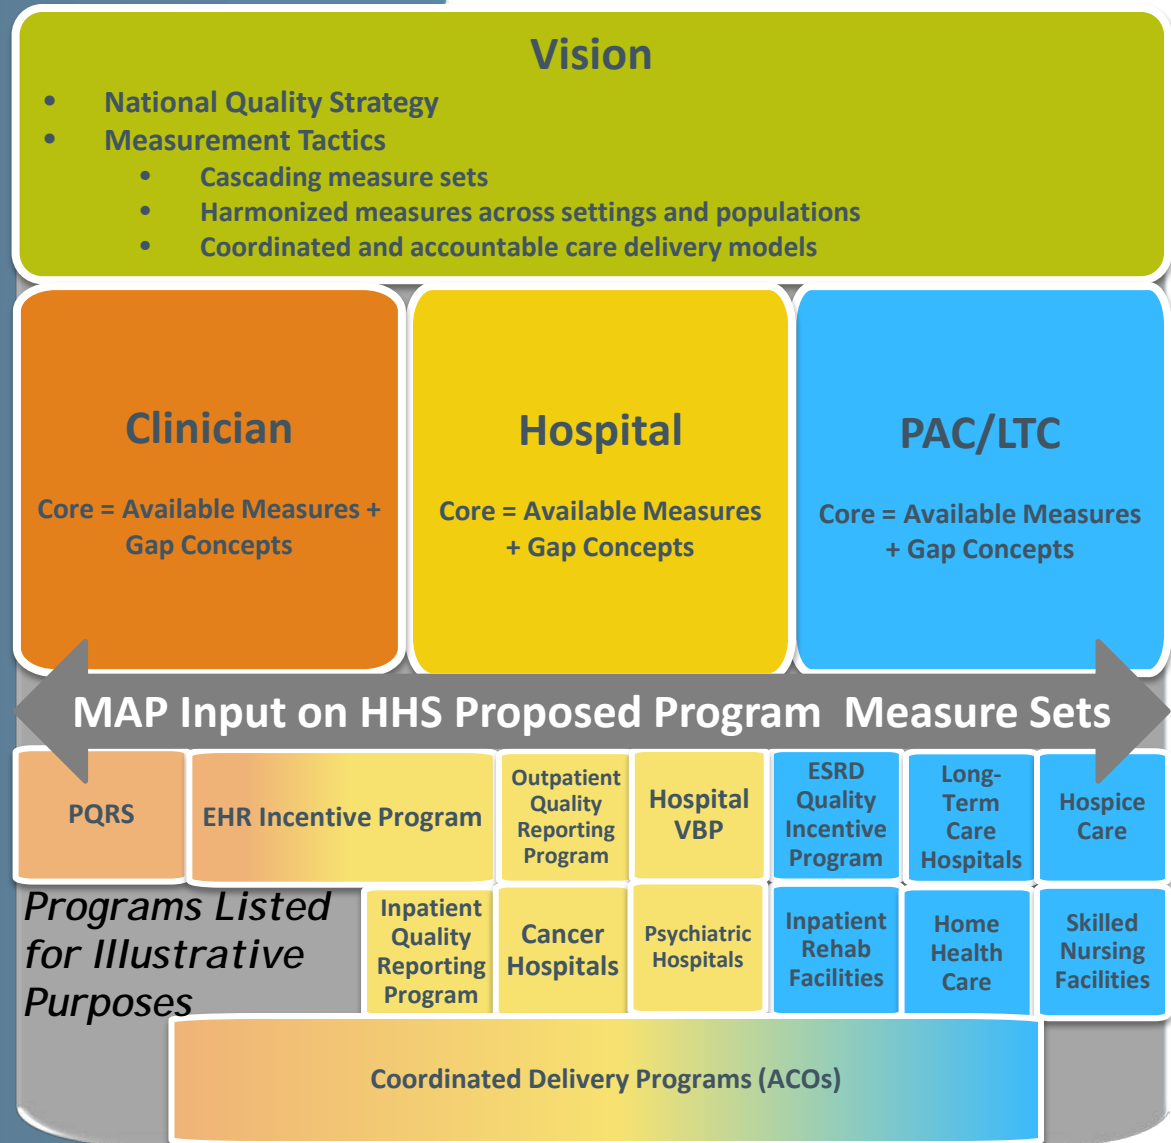 Vision
• National Quality Strategy
• Measurement Tactics
• Cascading measure sets
• Harmonized measures across settings and populations
• Coordinated and accountable care delivery models
Clinician
Core = Available Measures +
Gap Concepts
Hospital
Core = Available Measures
+ Gap Concepts
PAC/LTC
Core = Available Measures
+ Gap Concepts
MAP Input on HHS Proposed Program Measure Sets
PQRS
EHR Incentive Program
Outpatient
Quality
Reporting
Program
Hospital
VBP
ESRD
Quality
Incentive
Program
Long-
Term
Care
Hospitals
Hospice
Care
Programs Listed
for Illustrative
Purposes
Inpatient
Quality
Reporting
Program
Cancer
Hospitals
Psychiatric
Hospitals
Inpatient
Rehab
Facilities
Home
Health
Care
Skilled
Nursing
Facilities
Coordinated Delivery Programs (ACOs)